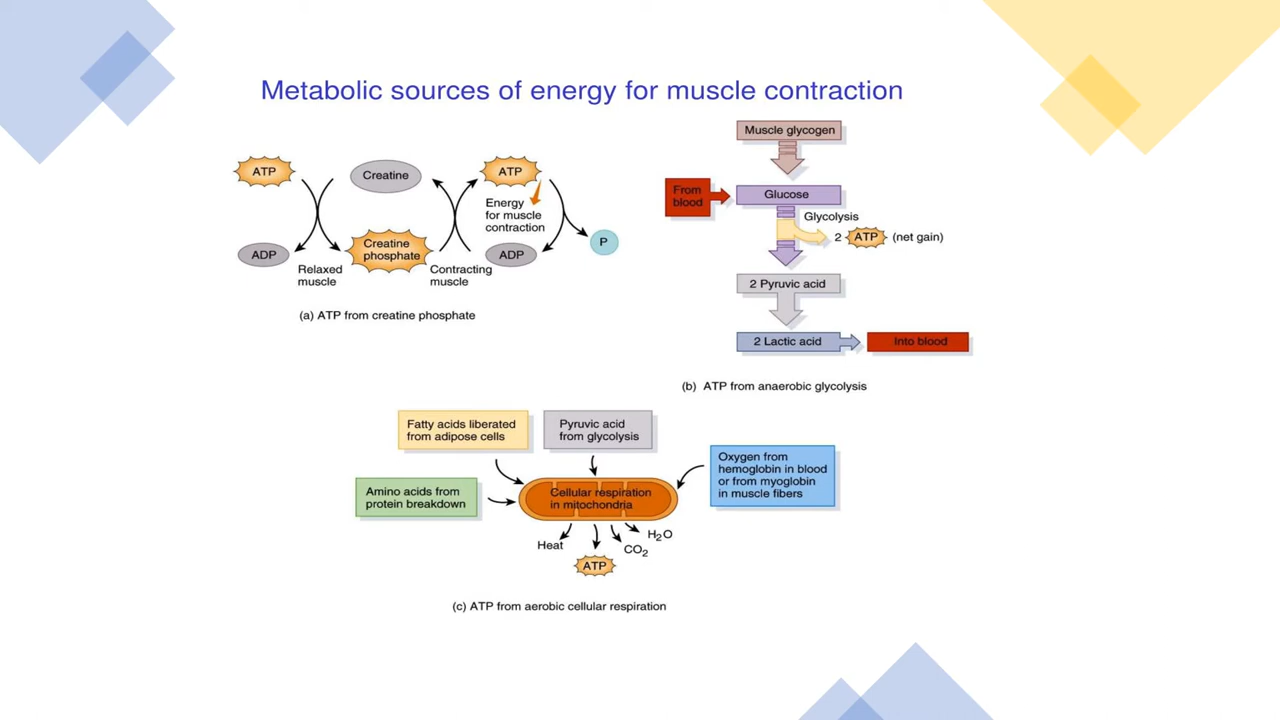 Metabolic sources of energy for muscle contraction
ATP
Creatine
ATP
Energy
for muscle
contraction
ADP
Creatine
phosphate
ADP
P
Relaxed
muscle
Contracting
muscle
(a) ATP from creatine phosphate
Muscle glycogen
From
blood
Glucose
Glycolysis
2 ATP (net gain)
2 Pyruvic acid
2 Lactic acid
Into blood
(b) ATP from anaerobic glycolysis
Fatty acids liberated
from adipose cells
Pyruvic acid
from glycolysis
Oxygen from
hemoglobin in blood
or from myoglobin
in muscle fibers
Amino acids from
protein breakdown
Cellular respiration
in mitochondria
Heat
ATP
CO2
H2O
(c) ATP from aerobic cellular respiration